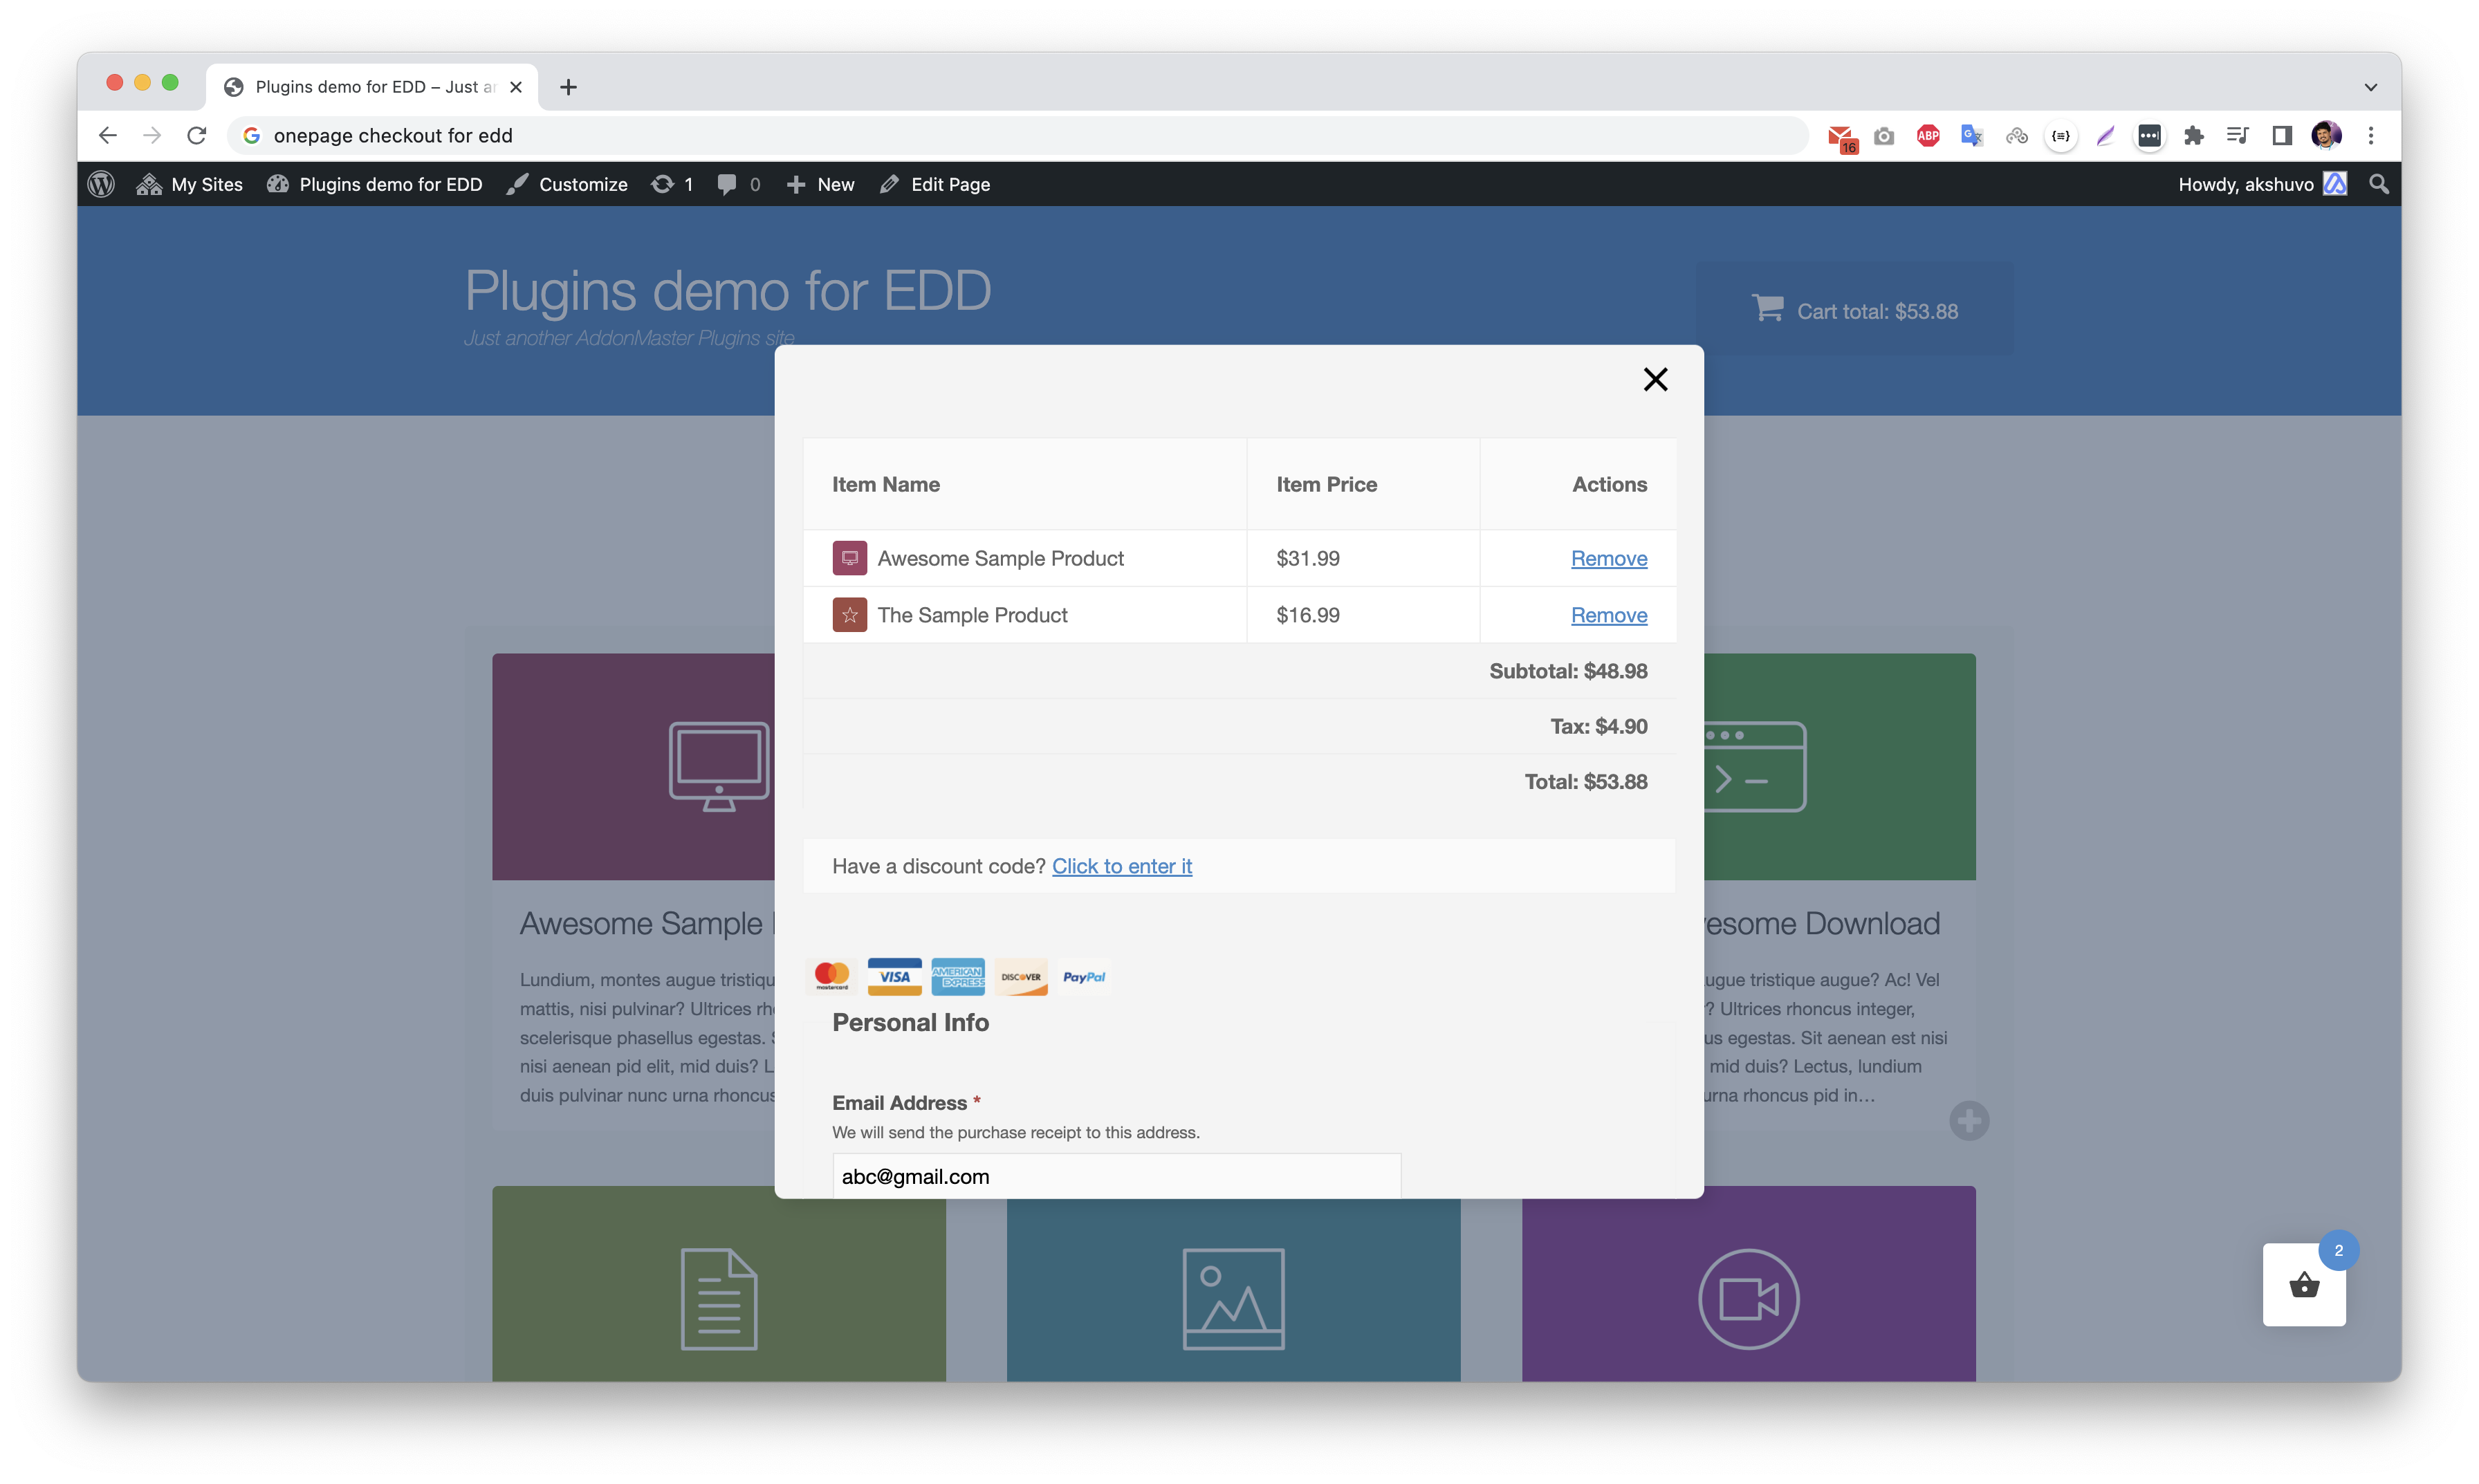 Plugins demo for EDD – Just a
onepage checkout for edd
16
ABP
My Sites
Plugins demo for EDD
Customize
1
0
New
Edit Page
Howdy, akshuvo
Plugins demo for EDD
Just another AddonMaster Plugins site
Cart total: $53.88
Item Name Item Price Actions
Awesome Sample Product $31.99 Remove
The Sample Product $16.99 Remove
Subtotal: $48.98
Tax: $4.90
Total: $53.88
Have a discount code? Click to enter it
mastercard VISA AMERICAN EXPRESS DISCOVER PayPal
Personal Info
Email Address *
We will send the purchase receipt to this address.
abc@gmail.com
Awesome Sample
Lundium, montes augue tristiqu
mattis, nisi pulvinar? Ultrices rh
scelerisque phasellus egestas.
nisi aenean pid elit, mid duis? L
duis pulvinar nunc urna rhoncus
esome Download
ugue tristique augue? Ac! Vel
? Ultrices rhoncus integer,
us egestas. Sit aenean est nisi
mid duis? Lectus, lundium
urna rhoncus pid in…
2